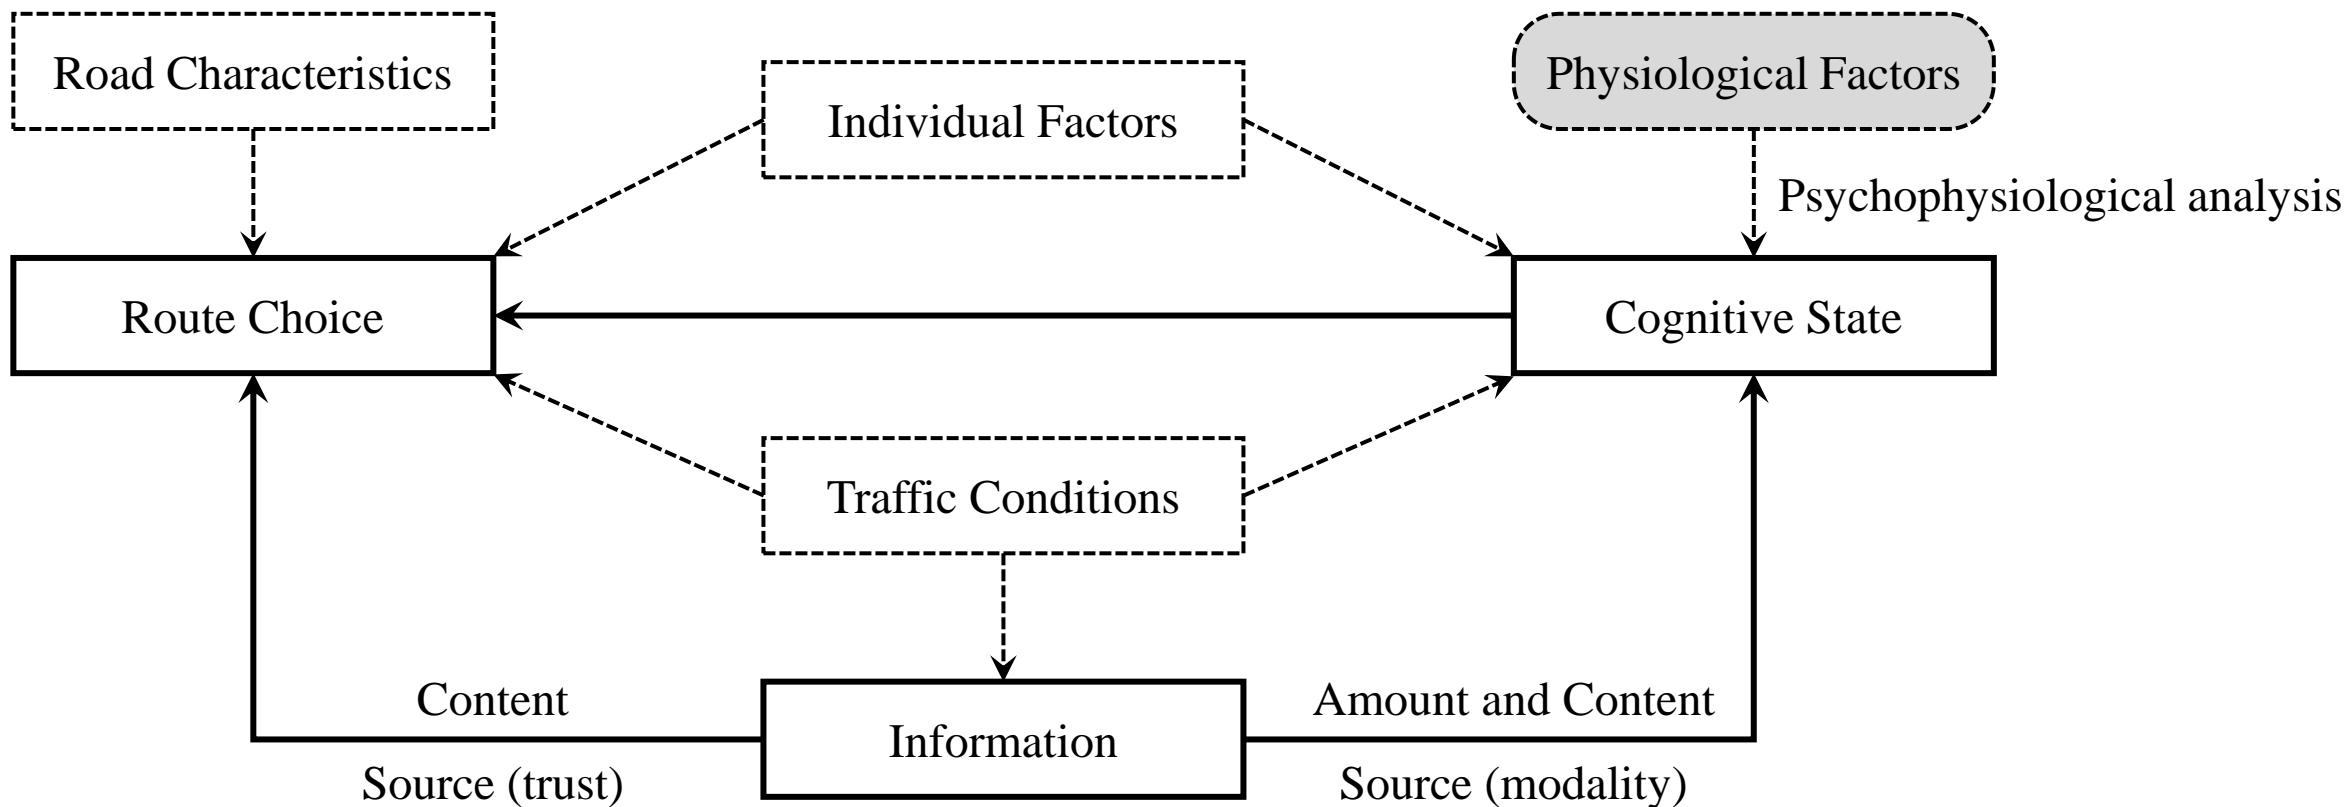 Road Characteristics
Individual Factors
Physiological Factors
Psychophysiological analysis
Route Choice
Cognitive State
Traffic Conditions
Content
Amount and Content
Information
Source (trust)
Source (modality)